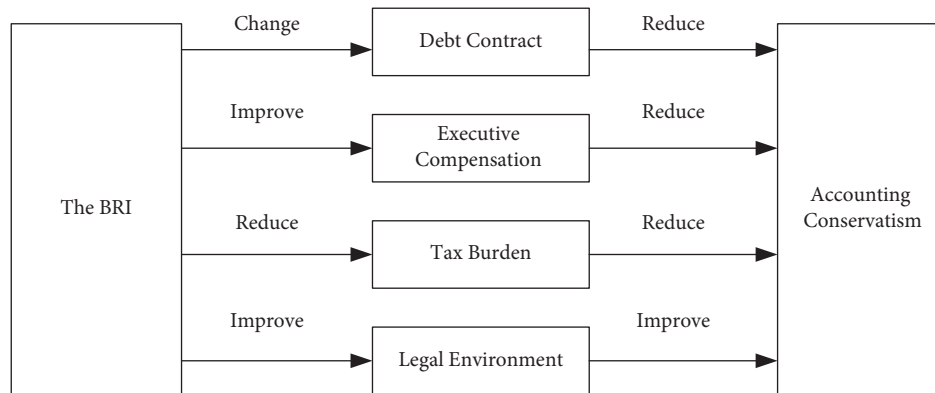 Change
Debt Contract
Reduce
Improve
Executive
Compensation
Reduce
The BRI
Reduce
Tax Burden
Reduce
Accounting
Conservatism
Improve
Legal Environment
Improve